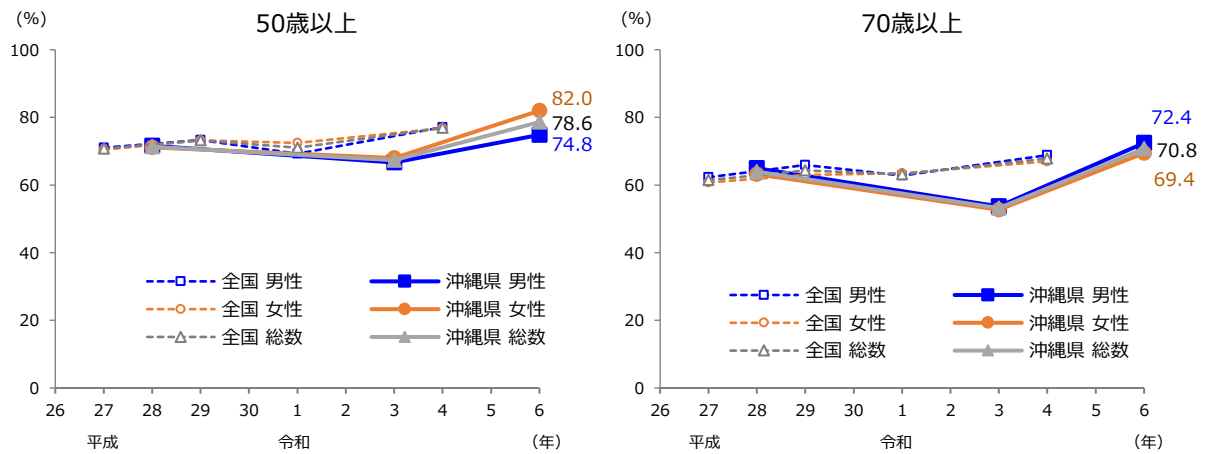 (%)
50歳以上
100
80
60
40
20
0
82.0
78.6
74.8
全国 男性
沖縄県 男性
全国 女性
沖縄県 女性
全国 総数
沖縄県 総数
26 27 28 29 30 1 2 3 4 5 6
平成 令和 (年)
(%)
70歳以上
100
80
60
40
20
0
72.4
70.8
69.4
全国 男性
沖縄県 男性
全国 女性
沖縄県 女性
全国 総数
沖縄県 総数
26 27 28 29 30 1 2 3 4 5 6
平成 令和 (年)